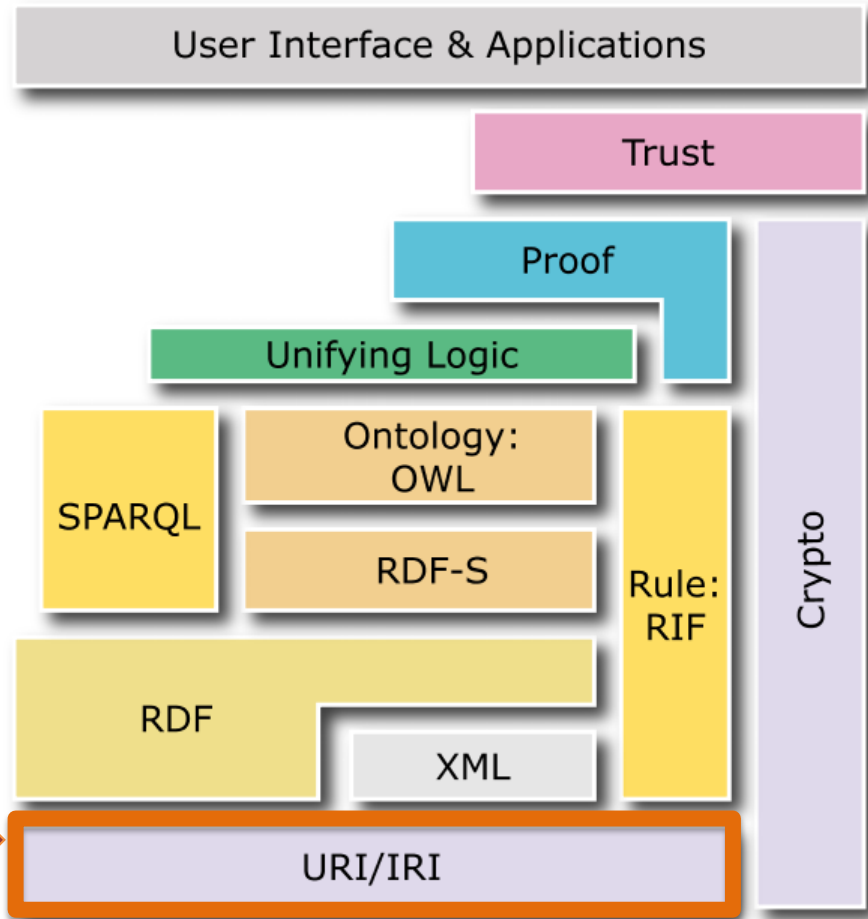 User Interface & Applications
Trust
Proof
Unifying Logic
Ontology:
OWL
SPARQL
RDF-S
Rule:
RIF
Crypto
RDF
XML
URI/IRI